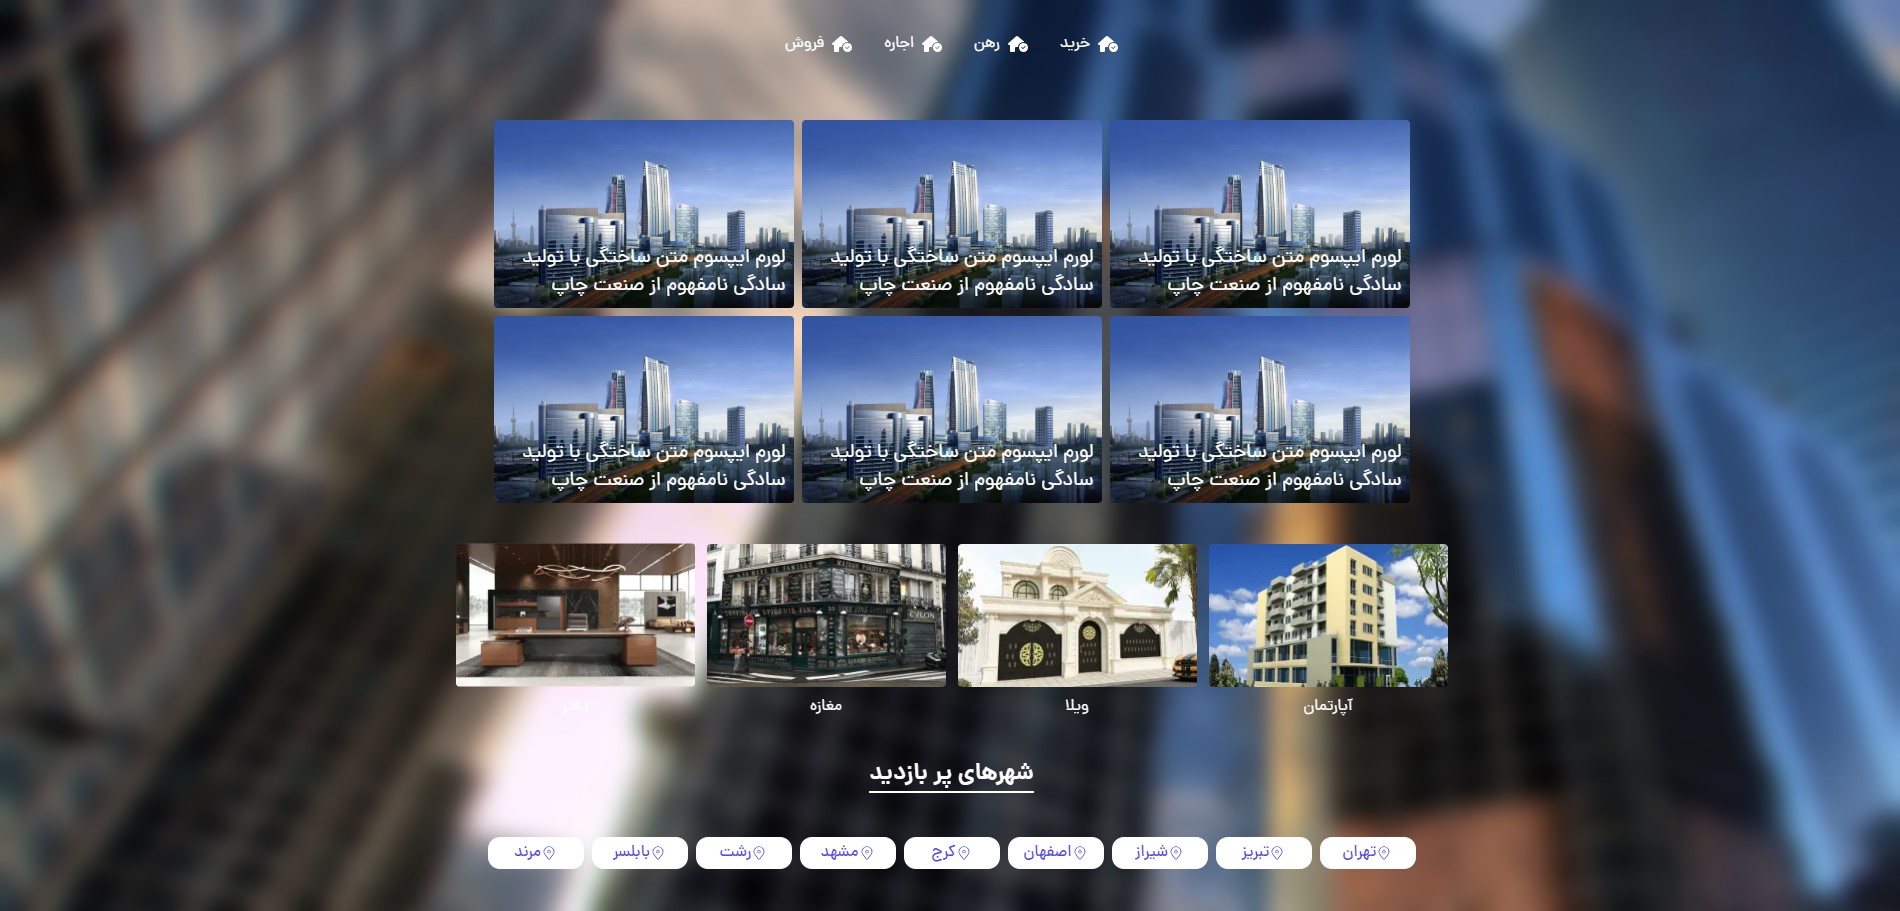 خرید
رهن
اجاره
فروش
لورم ایپسوم متن ساختگی با تولید
سادگی نامفهوم از صنعت چاپ
لورم ایپسوم متن ساختگی با تولید
سادگی نامفهوم از صنعت چاپ
لورم ایپسوم متن ساختگی با تولید
سادگی نامفهوم از صنعت چاپ
لورم ایپسوم متن ساختگی با تولید
سادگی نامفهوم از صنعت چاپ
لورم ایپسوم متن ساختگی با تولید
سادگی نامفهوم از صنعت چاپ
لورم ایپسوم متن ساختگی با تولید
سادگی نامفهوم از صنعت چاپ
آپارتمان
ویلا
مغازه
دفتر
شهرهای پر بازدید
تهران
تبریز
شیراز
اصفهان
کرج
مشهد
رشت
بابلسر
مرند